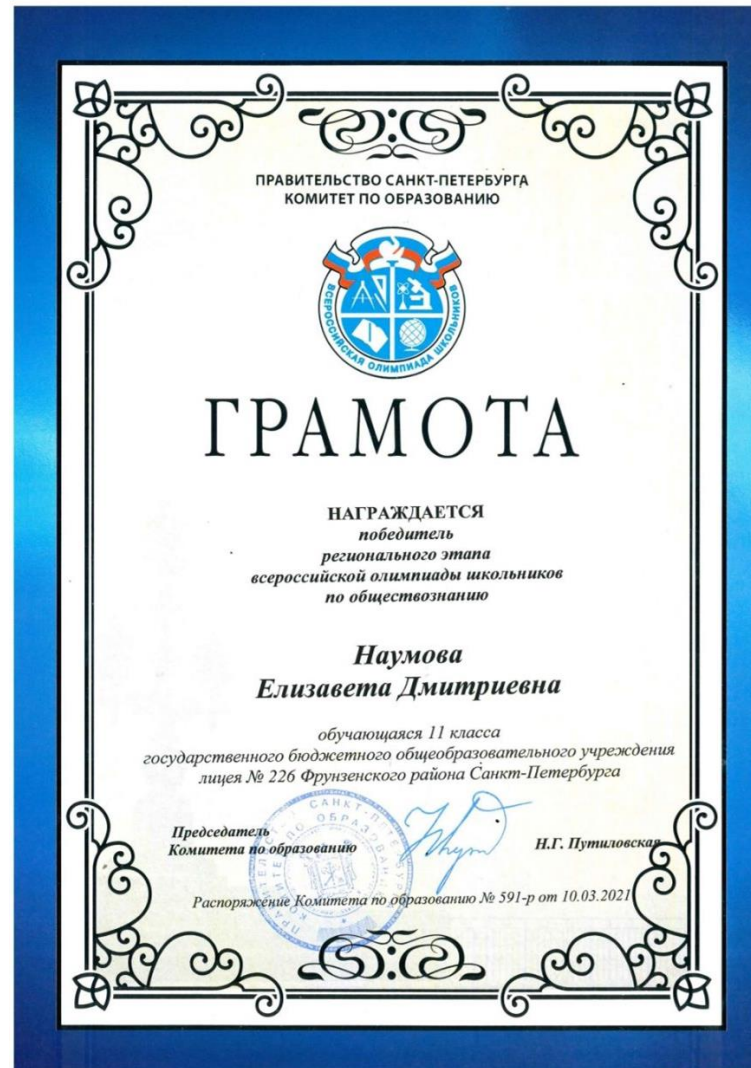 ПРАВИТЕЛЬСТВО САНКТ-ПЕТЕРБУРГА
КОМИТЕТ ПО ОБРАЗОВАНИЮ
ВСЕРОССИЙСКАЯ ОЛИМПИАДА ШКОЛЬНИКОВ
ГРАМОТА
НАГРАЖДАЕТСЯ
победитель
регионального этапа
всероссийской олимпиады школьников
по обществознанию
Наумова
Елизавета Дмитриевна
обучающаяся 11 класса
государственного бюджетного общеобразовательного учреждения
лицея № 226 Фрунзенского района Санкт-Петербурга
Председатель
Комитета по образованию
Н.Г. Путиловская
Распоряжение Комитета по образованию № 591-р от 10.03.2021